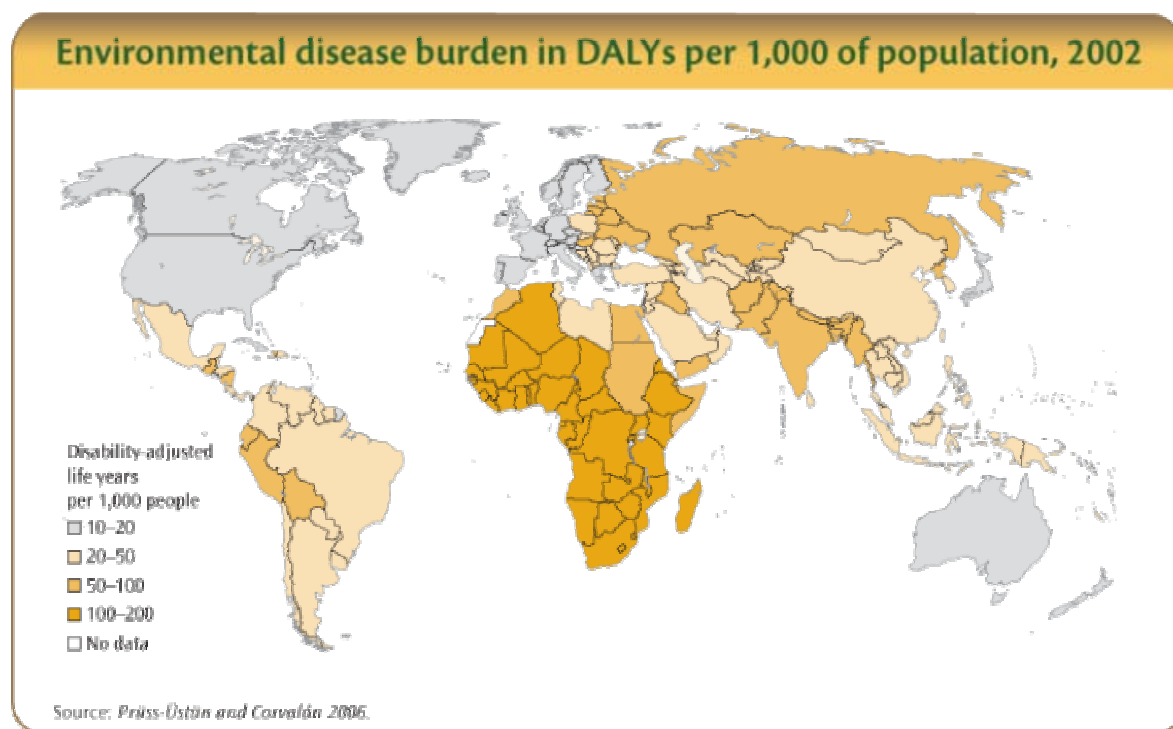 Environmental disease burden in DALYs per 1,000 of population, 2002
Disability-adjusted
life years
per 1,000 people
10–20
20–50
50–100
100–200
No data
Source: Prüss-Üstün and Corvalán 2006.